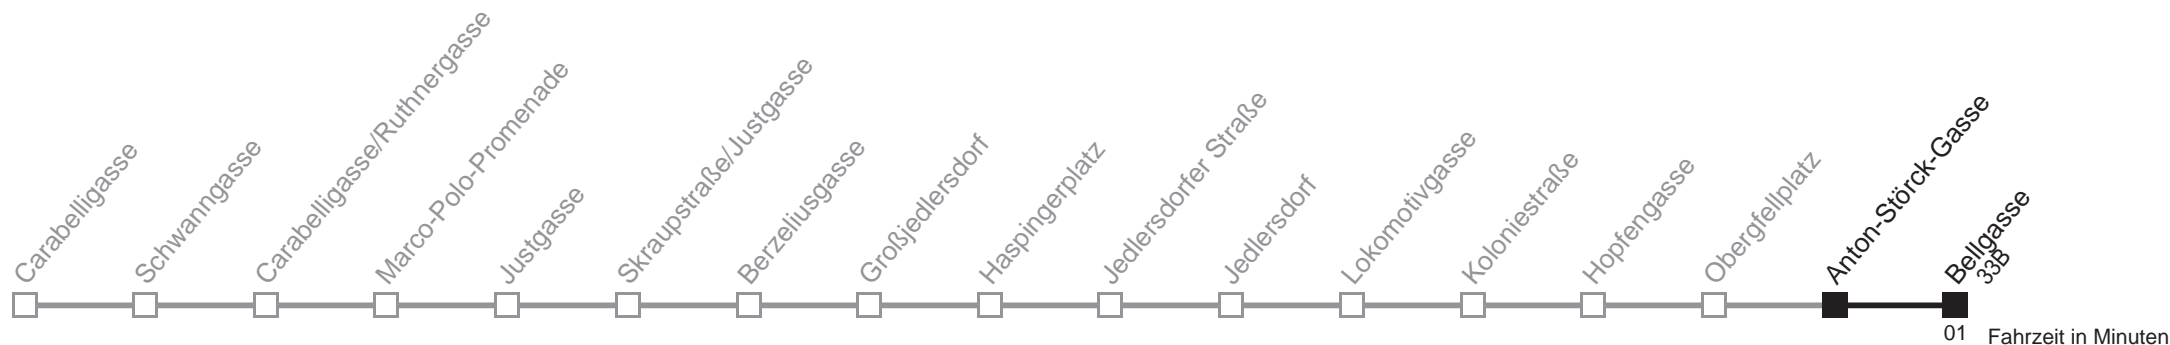 Carabelligasse
Schwanngasse
Carabelligasse/Ruthnergasse
Marco-Polo-Promenade
Justgasse
Skraupstraße/Justgasse
Berzeliusgasse
Großjedlersdorf
Haspingerplatz
Jedlersdorfer Straße
Jedlersdorf
Lokomotivgasse
Koloniestraße
Hopfengasse
Obergfellplatz
Anton-Störck-Gasse
Bellgasse
33B
01 Fahrzeit in Minuten